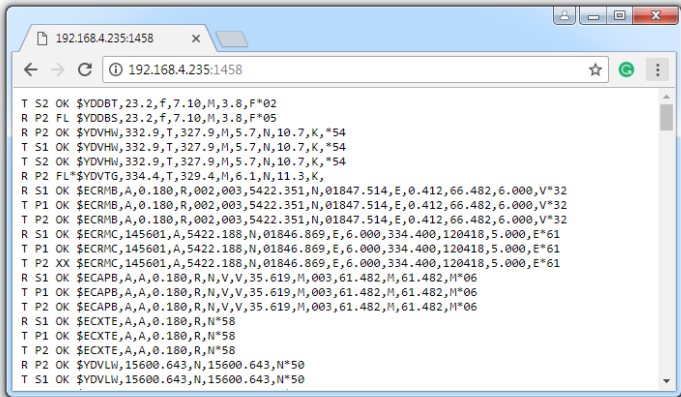 192.168.4.235:1458
192.168.4.235:1458
T S2 OK $YDDBT,23.2,f,7.10,M,3.8,F*02
R P2 FL $YDDBS,23.2,f,7.10,M,3.8,F*05
R P2 OK $YDVHW,332.9,T,327.9,M,5.7,N,10.7,K,*54
T S1 OK $YDVHW,332.9,T,327.9,M,5.7,N,10.7,K,*54
T S2 OK $YDVHW,332.9,T,327.9,M,5.7,N,10.7,K,*54
R P2 FL*$YDVTG,334.4,T,329.4,M,6.1,N,11.3,K,
R S1 OK $ECRMB,A,0.180,R,002,003,5422.351,N,01847.514,E,0.412,66.482,6.000,V*32
T P1 OK $ECRMB,A,0.180,R,002,003,5422.351,N,01847.514,E,0.412,66.482,6.000,V*32
T P2 OK $ECRMB,A,0.180,R,002,003,5422.351,N,01847.514,E,0.412,66.482,6.000,V*32
R S1 OK $ECRMC,145601,A,5422.188,N,01846.869,E,6.000,334.400,120418,5.000,E*61
T P1 OK $ECRMC,145601,A,5422.188,N,01846.869,E,6.000,334.400,120418,5.000,E*61
T P2 XX $ECRMC,145601,A,5422.188,N,01846.869,E,6.000,334.400,120418,5.000,E*61
R S1 OK $ECAPB,A,A,0.180,R,N,V,V,35.619,M,003,61.482,M,61.482,M*06
T P1 OK $ECAPB,A,A,0.180,R,N,V,V,35.619,M,003,61.482,M,61.482,M*06
T P2 OK $ECAPB,A,A,0.180,R,N,V,V,35.619,M,003,61.482,M,61.482,M*06
R S1 OK $ECXTE,A,A,0.180,R,N*58
T P1 OK $ECXTE,A,A,0.180,R,N*58
T P2 OK $ECXTE,A,A,0.180,R,N*58
R P2 OK $YDVLW,15600.643,N,15600.643,N*50
T S1 OK $YDVLW,15600.643,N,15600.643,N*50